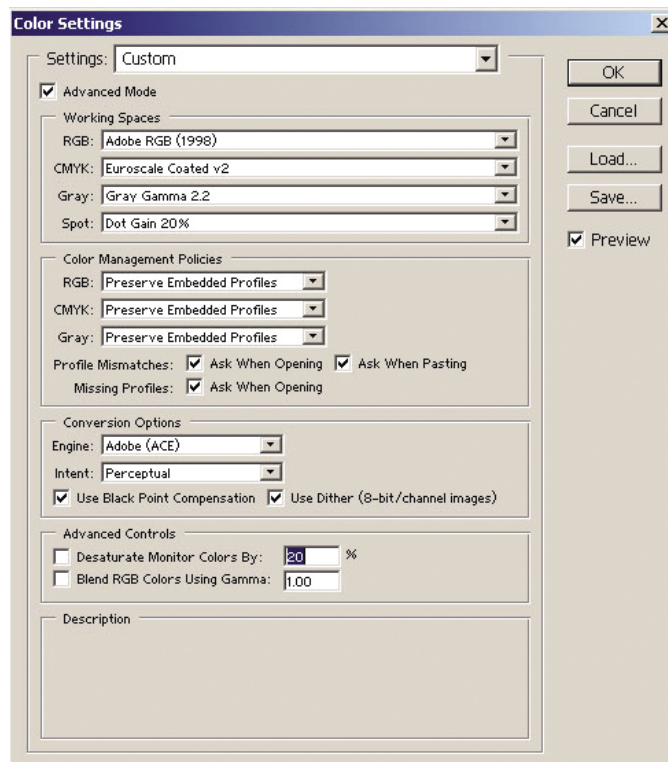 Color Settings
Settings: Custom
OK
Advanced Mode
Cancel
Working Spaces
RGB: Adobe RGB (1998)
Load...
CMYK: Euroscale Coated v2
Gray: Gray Gamma 2.2
Save...
Spot: Dot Gain 20%
Preview
Color Management Policies
RGB: Preserve Embedded Profiles
CMYK: Preserve Embedded Profiles
Gray: Preserve Embedded Profiles
Profile Mismatches: Ask When Opening Ask When Pasting
Missing Profiles: Ask When Opening
Conversion Options
Engine: Adobe (ACE)
Intent: Perceptual
Use Black Point Compensation Use Dither (8-bit/channel images)
Advanced Controls
Desaturate Monitor Colors By: 20 %
Blend RGB Colors Using Gamma: 1.00
Description